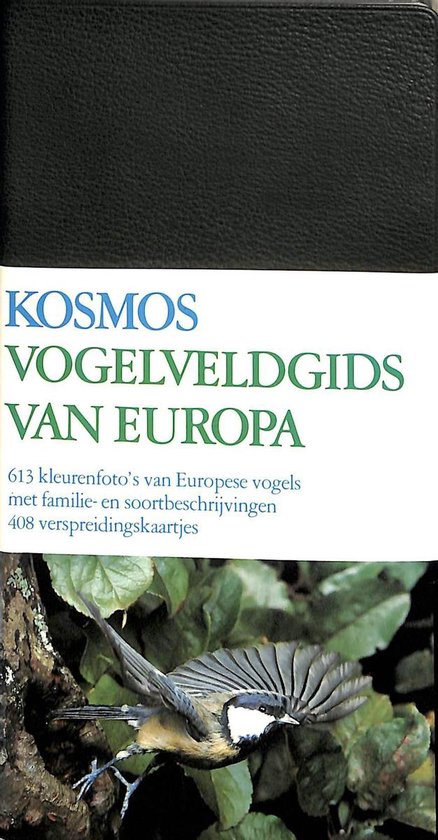 KOSMOS
VOGELVELDGIDS
VAN EUROPA
613 kleurenfoto's van Europese vogels
met familie- en soortbeschrijvingen
408 verspreidingskaartjes